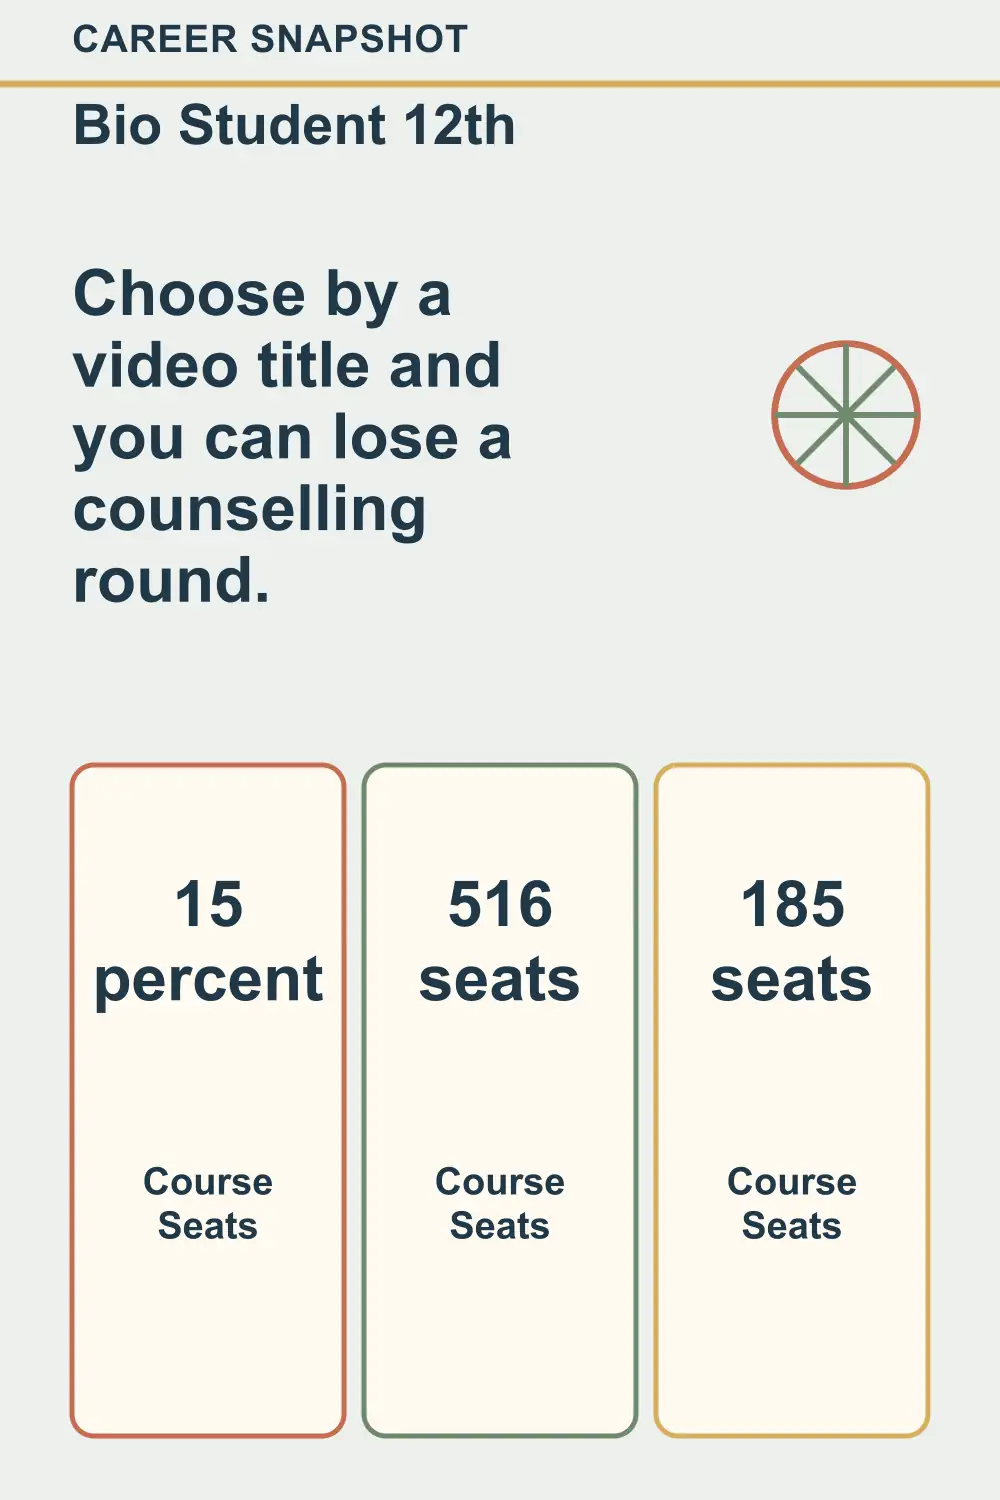 CAREER SNAPSHOT
Bio Student 12th
Choose by a
video title and
you can lose a
counselling
round.
15
percent
Course
Seats
516
seats
Course
Seats
185
seats
Course
Seats